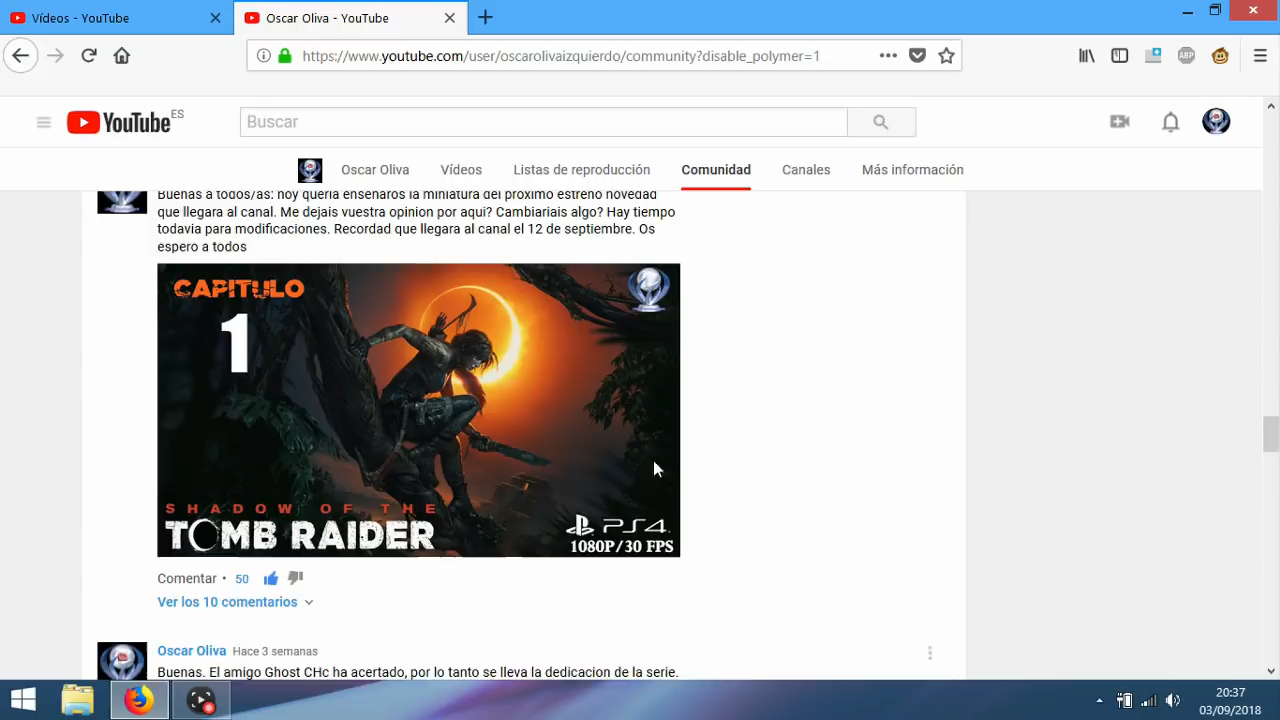 Vídeos - YouTube
Oscar Oliva - YouTube
https://www.youtube.com/user/oscarolivaizquierdo/community?disable_polymer=1
ABP
YouTube ES
Buscar
Oscar Oliva
Vídeos
Listas de reproducción
Comunidad
Canales
Más información
Buenas a todos/as: hoy queria enseñaros la miniatura del proximo estreno novedad
que llegara al canal. Me dejais vuestra opinion por aqui? Cambiariais algo? Hay tiempo
todavia para modificaciones. Recordad que llegara al canal el 12 de septiembre. Os
espero a todos
CAPITULO
1
SHADOW OF THE
TOMB RAIDER
PS4
1080P/30 FPS
Comentar • 50
Ver los 10 comentarios
Oscar Oliva Hace 3 semanas
Buenas. El amigo Ghost CHc ha acertado, por lo tanto se lleva la dedicacion de la serie.
20:37
03/09/2018